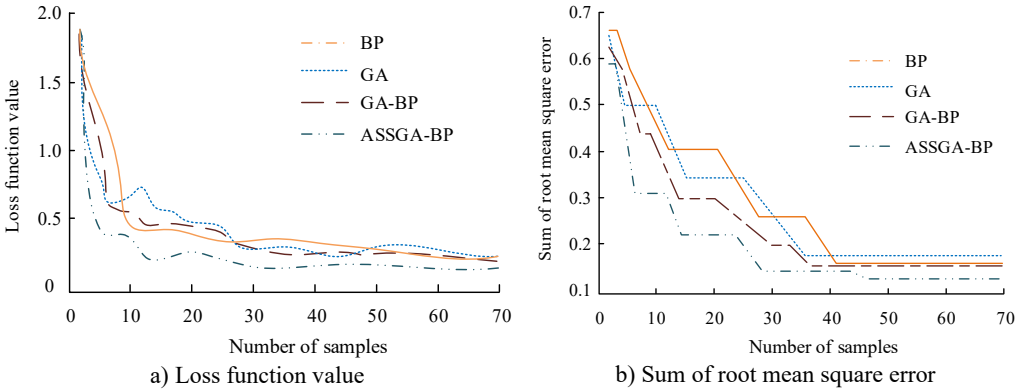 2.0
1.5
1.0
0.5
0
Loss function value
BP
GA
GA-BP
ASSGA-BP
0 10 20 30 40 50 60 70
Number of samples
a) Loss function value
0.7
0.6
0.5
0.4
0.3
0.2
0.1
Sum of root mean square error
BP
GA
GA-BP
ASSGA-BP
0 10 20 30 40 50 60 70
Number of samples
b) Sum of root mean square error